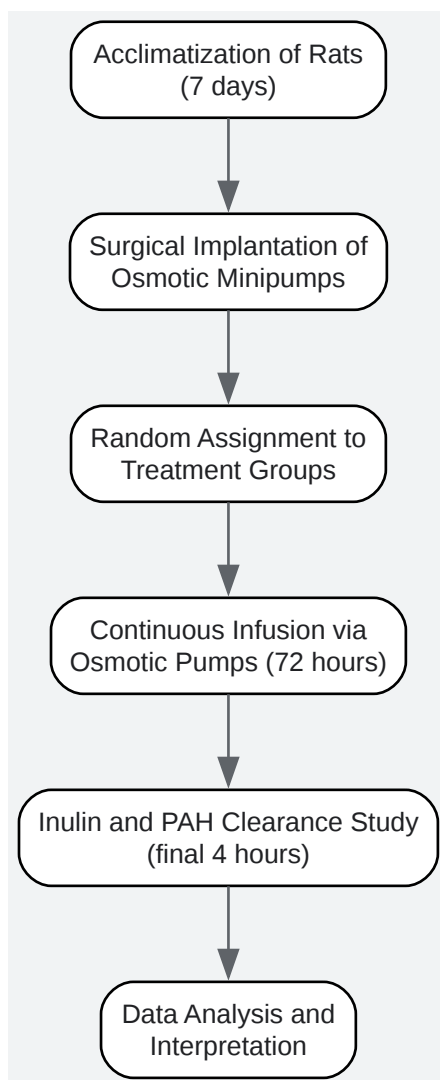 Acclimatization of Rats
(7 days)
Surgical Implantation of
Osmotic Minipumps
Random Assignment to
Treatment Groups
Continuous Infusion via
Osmotic Pumps (72 hours)
Inulin and PAH Clearance Study
(final 4 hours)
Data Analysis and
Interpretation